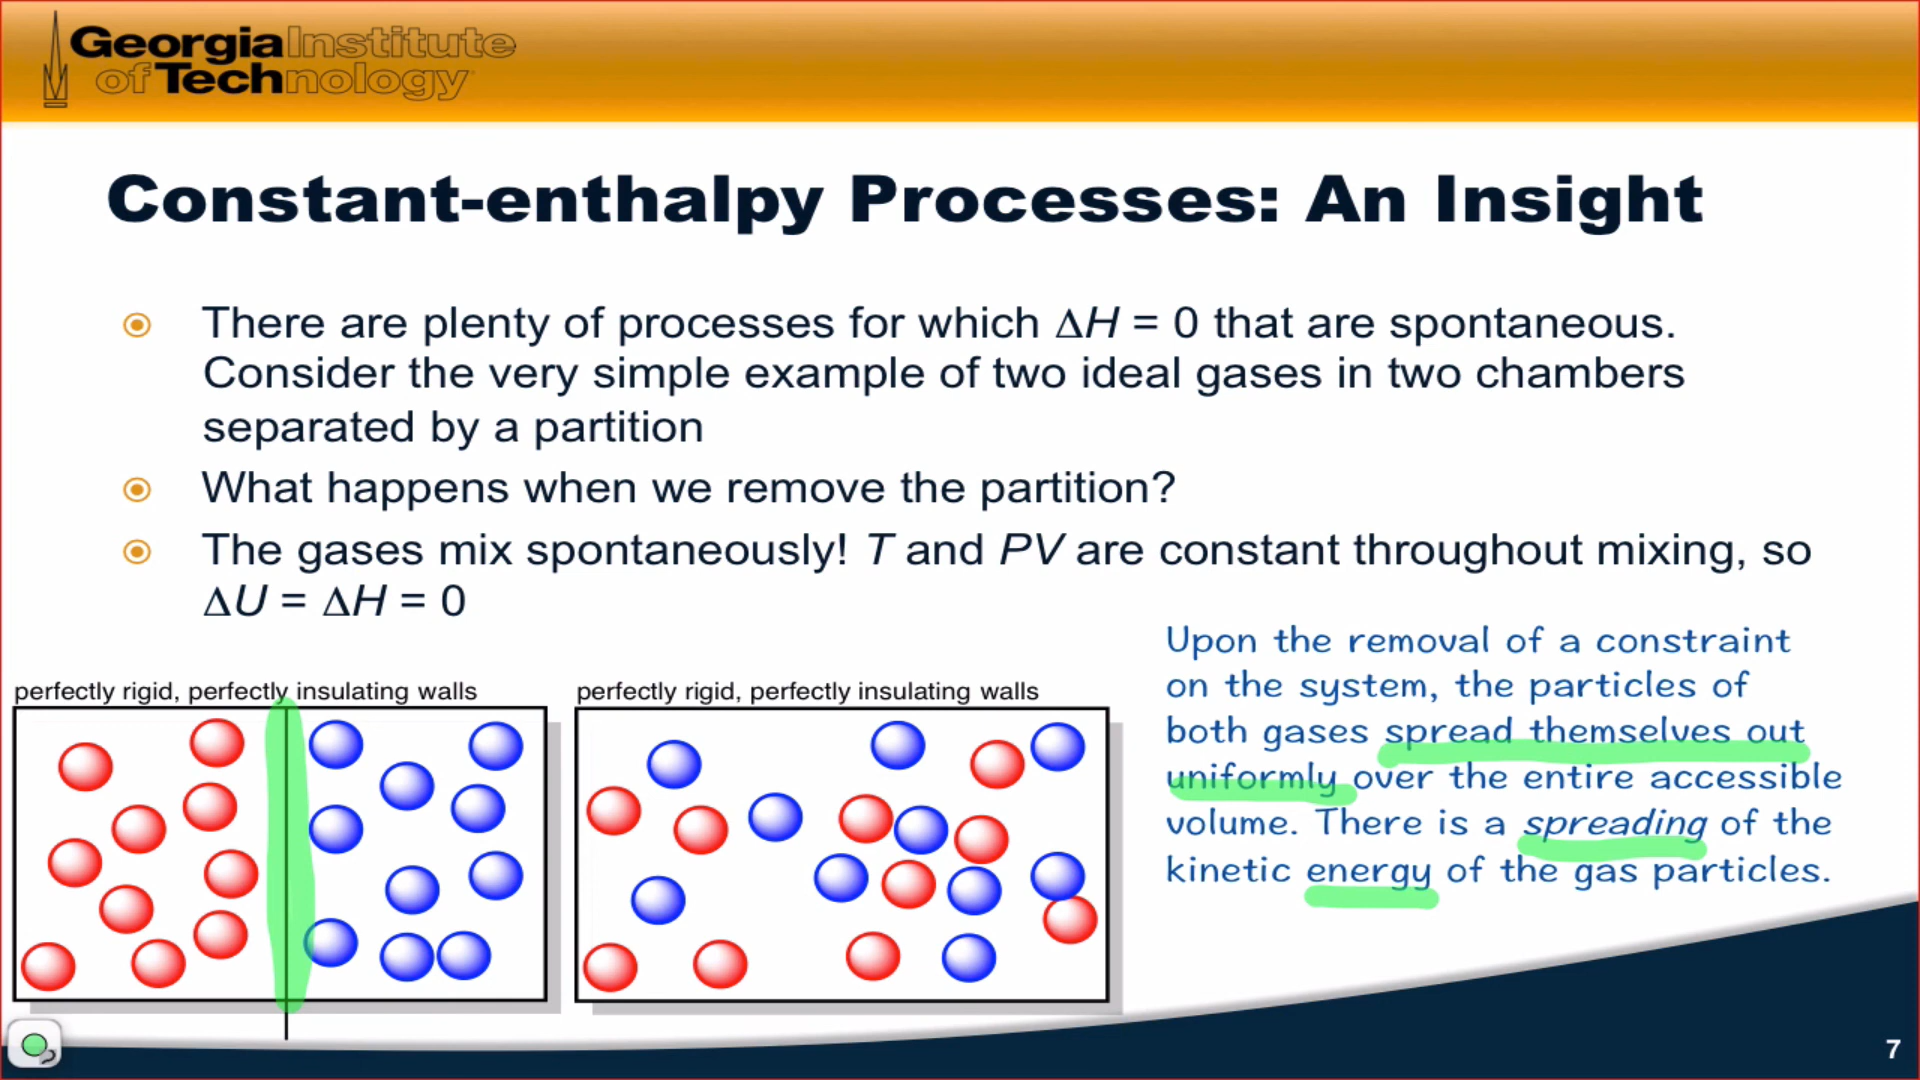 Georgia Institute
of Technology
Constant-enthalpy Processes: An Insight
There are plenty of processes for which ΔH = 0 that are spontaneous.
Consider the very simple example of two ideal gases in two chambers
separated by a partition
What happens when we remove the partition?
The gases mix spontaneously! T and PV are constant throughout mixing, so
ΔU = ΔH = 0
perfectly rigid, perfectly insulating walls
perfectly rigid, perfectly insulating walls
Upon the removal of a constraint
on the system, the particles of
both gases spread themselves out
uniformly over the entire accessible
volume. There is a spreading of the
kinetic energy of the gas particles.
7